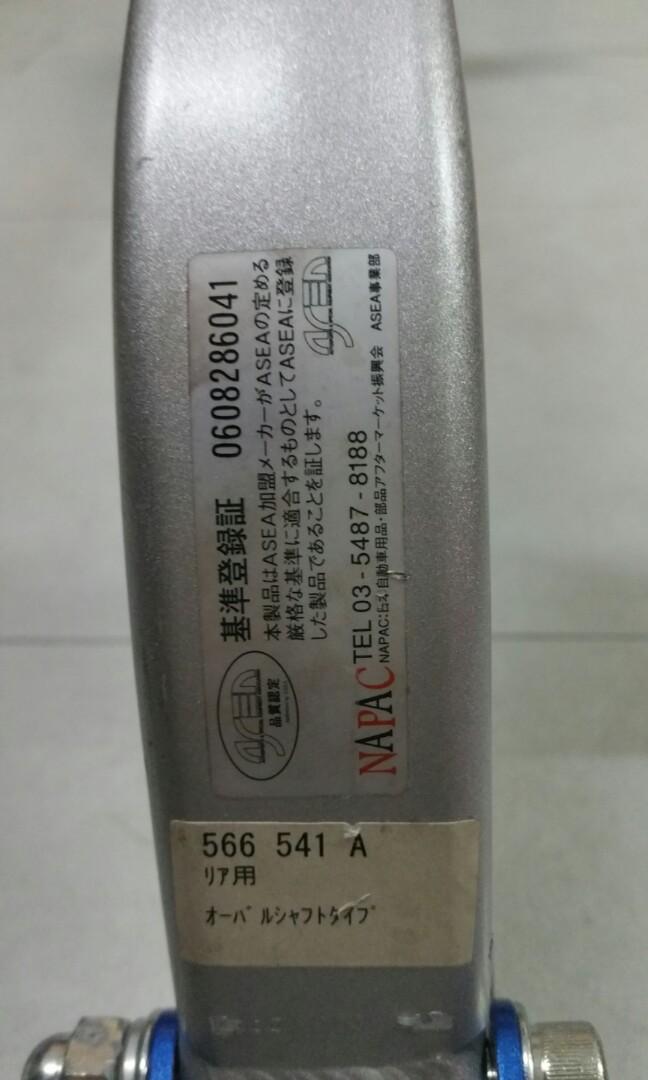 基準登録証 0608286041
本製品はASEA加盟メーカーがASEAの定める
厳格な基準に適合するものとしてASEAに登録
した製品であることを証します。
ASEA
品質認定
ASEA
NAPAC TEL 03-5487-8188
自動車用品・部品アフターマーケット振興会 ASEA事業部
566 541 A
リア用
オーバルシャフトタイプ